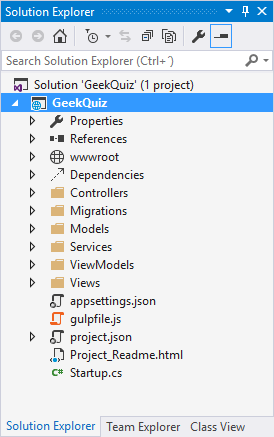 Solution Explorer
Search Solution Explorer (Ctrl+´)
Solution 'GeekQuiz' (1 project)
GeekQuiz
Properties
References
wwwroot
Dependencies
Controllers
Migrations
Models
Services
ViewModels
Views
appsettings.json
gulpfile.js
project.json
Project_Readme.html
C# Startup.cs
Solution Explorer Team Explorer Class View